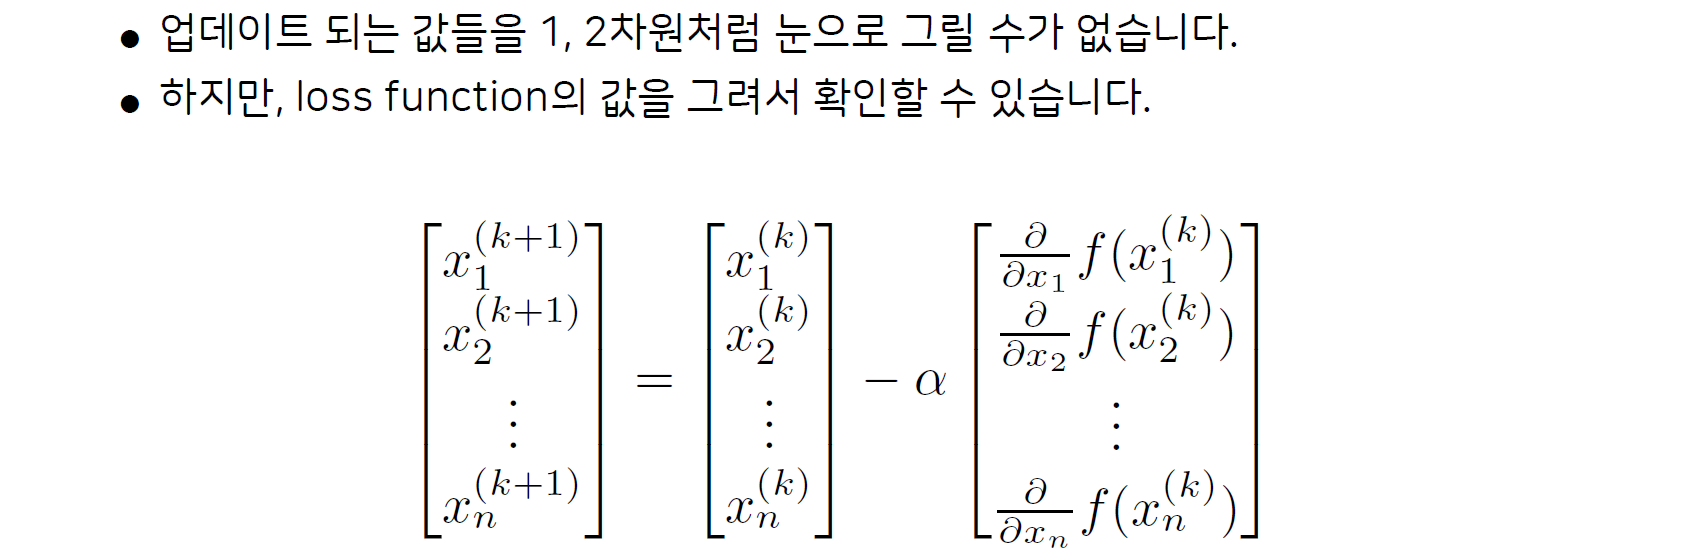 • 업데이트 되는 값들을 1, 2차원처럼 눈으로 그릴 수가 없습니다.
• 하지만, loss function의 값을 그려서 확인할 수 있습니다.
$$\begin{bmatrix} x_1^{(k+1)} \\ x_2^{(k+1)} \\ \vdots \\ x_n^{(k+1)} \end{bmatrix} = \begin{bmatrix} x_1^{(k)} \\ x_2^{(k)} \\ \vdots \\ x_n^{(k)} \end{bmatrix} - \alpha \begin{bmatrix} \frac{\partial}{\partial x_1} f(x_1^{(k)}) \\ \frac{\partial}{\partial x_2} f(x_2^{(k)}) \\ \vdots \\ \frac{\partial}{\partial x_n} f(x_n^{(k)}) \end{bmatrix}$$